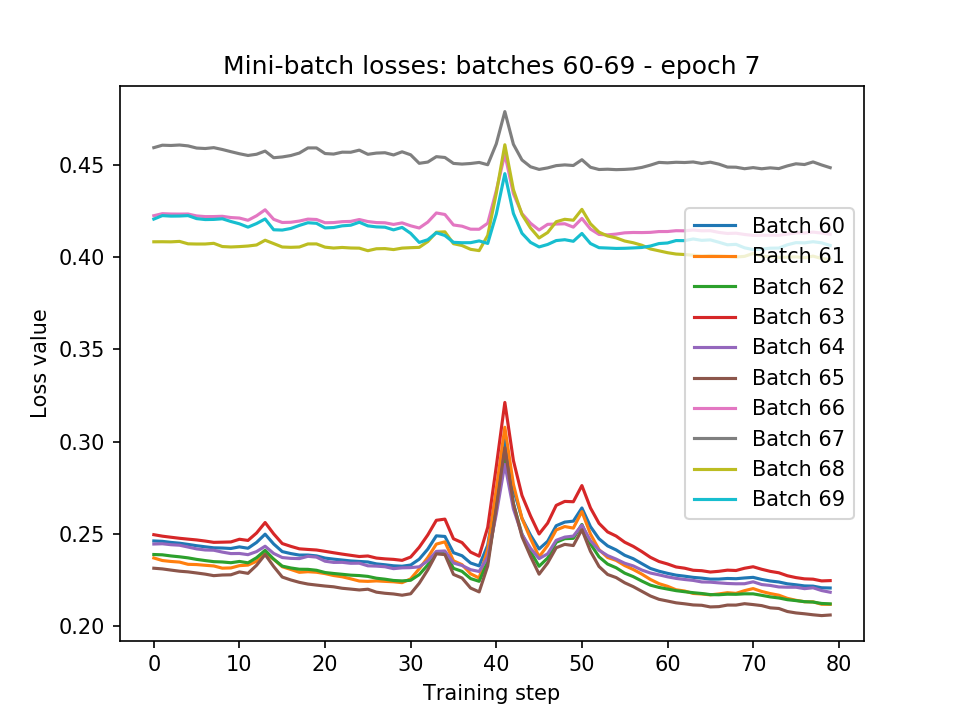 Mini-batch losses: batches 60-69 - epoch 7
Loss value
0.45
0.40
0.35
0.30
0.25
0.20
Batch 60
Batch 61
Batch 62
Batch 63
Batch 64
Batch 65
Batch 66
Batch 67
Batch 68
Batch 69
0 10 20 30 40 50 60 70 80
Training step